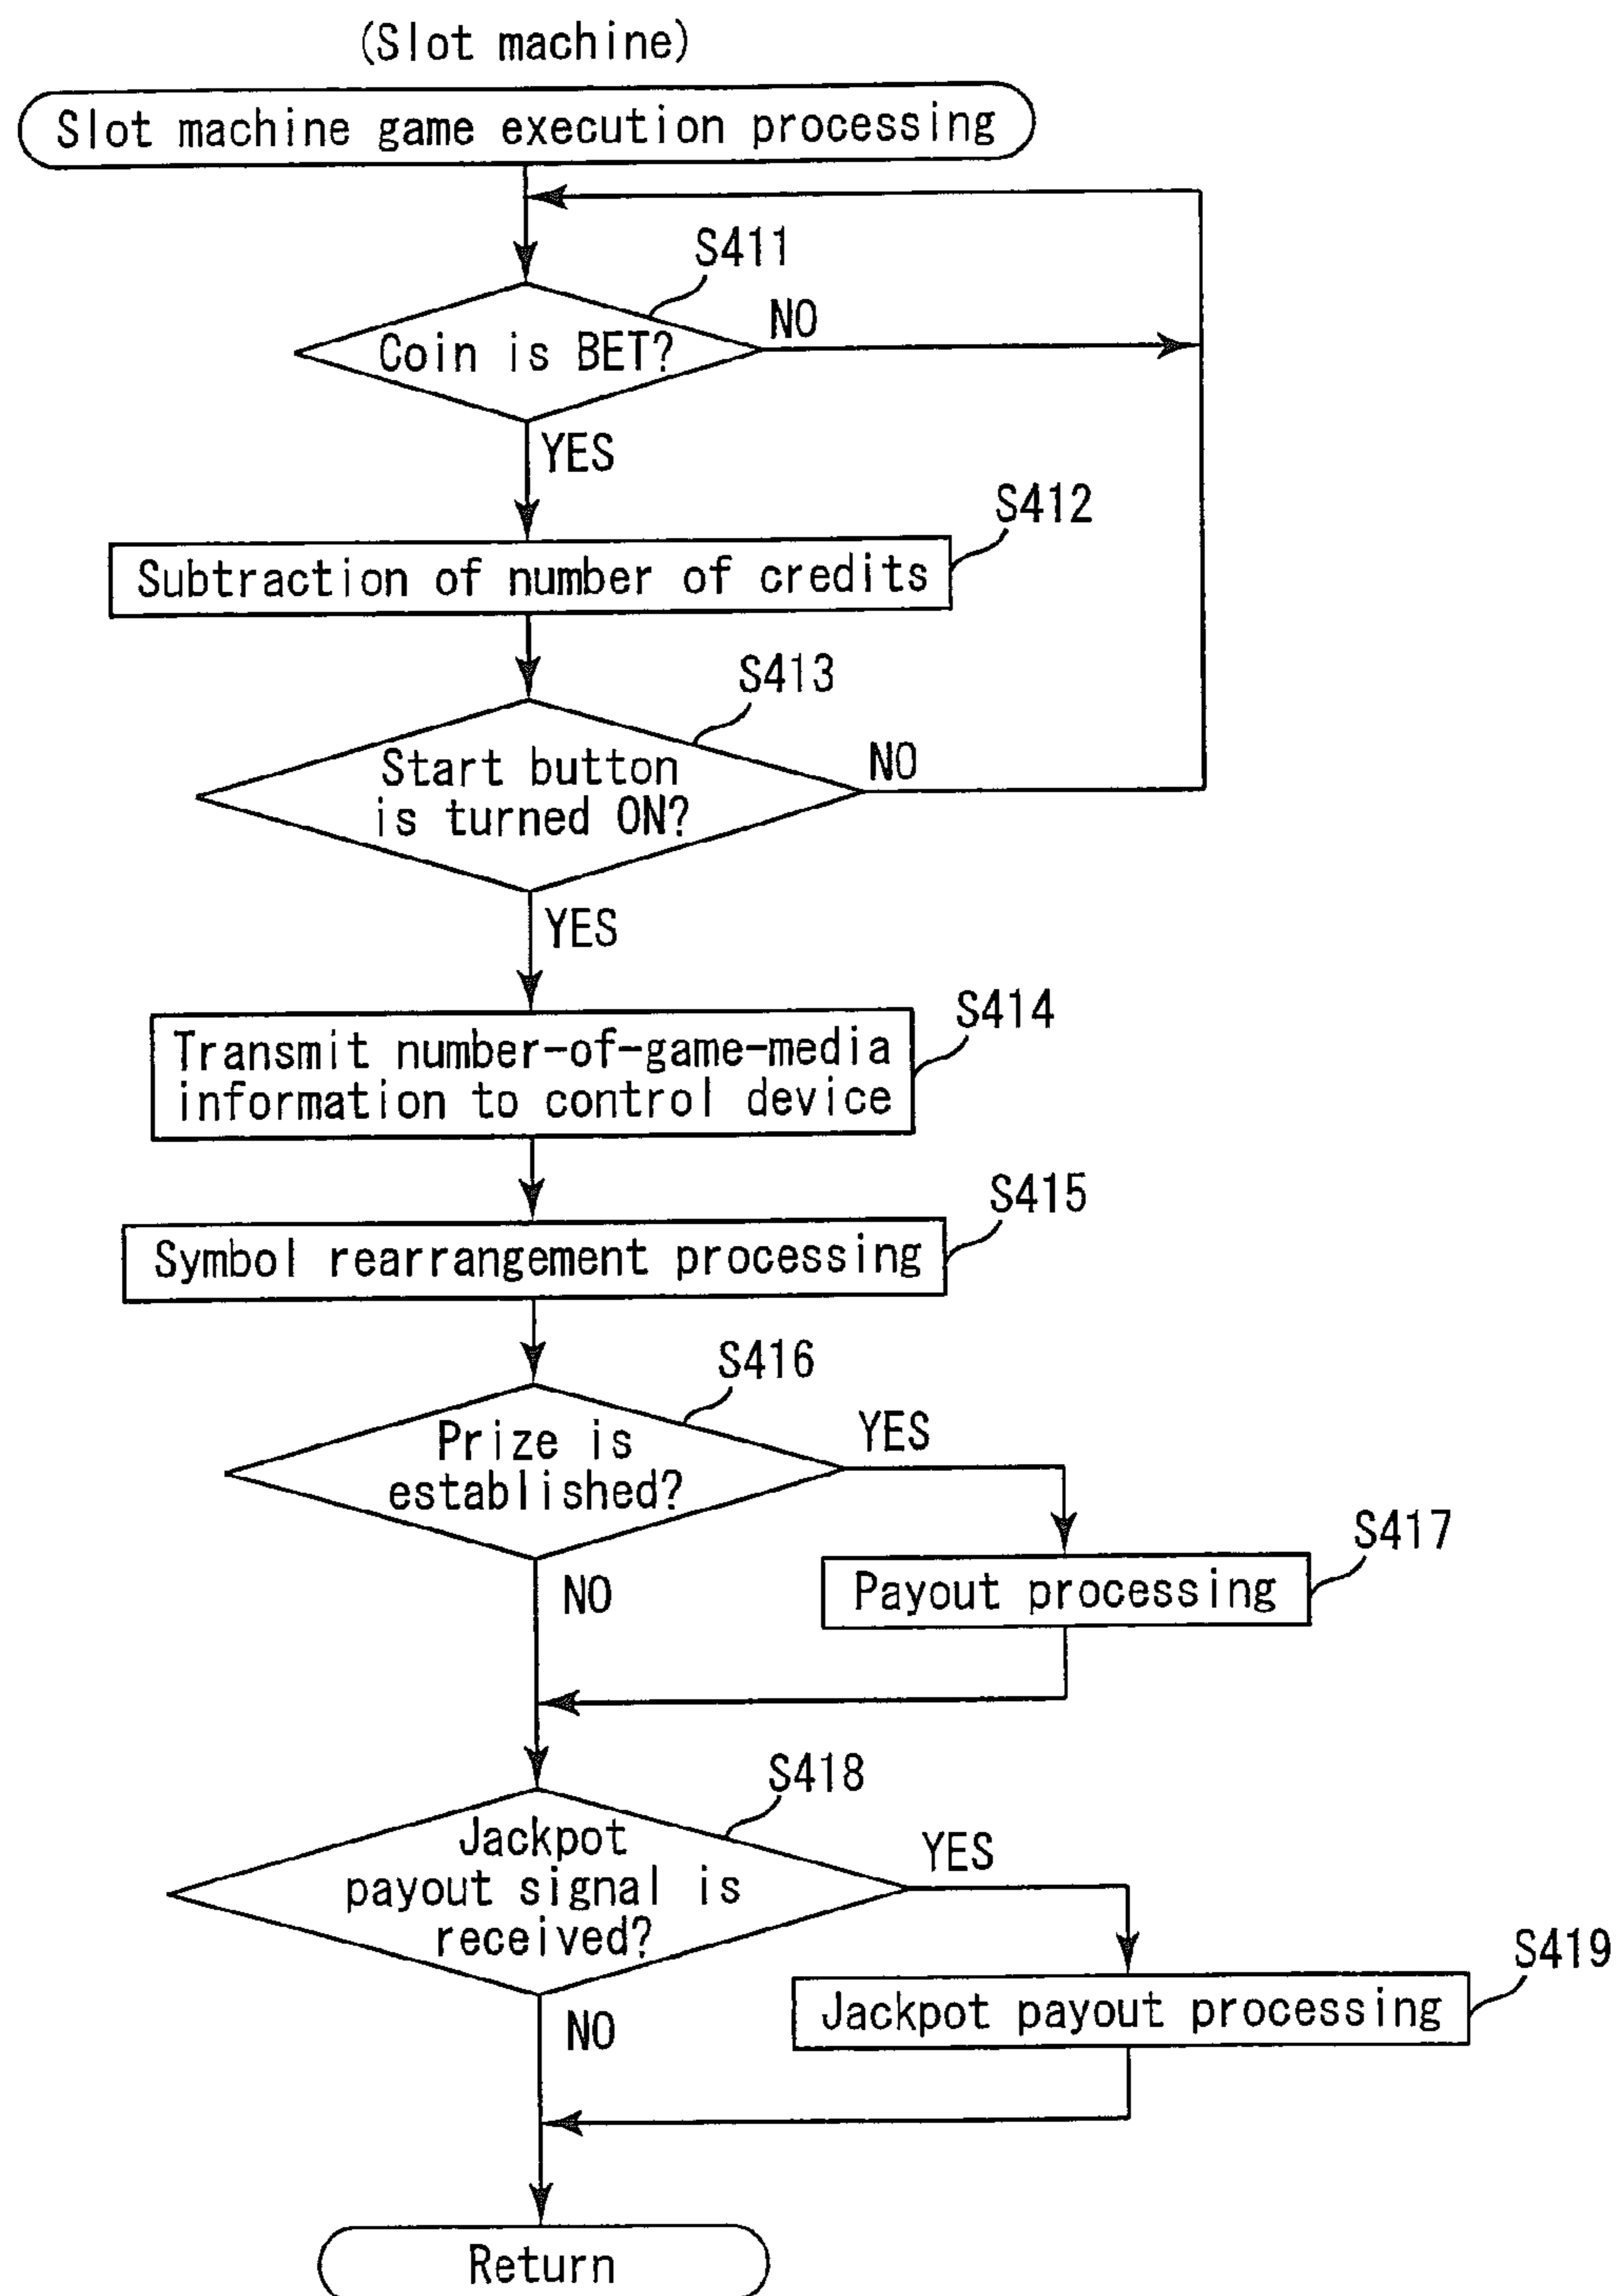 (Slot machine)
Slot machine game execution processing
S411
Coin is BET?
NO
YES
S412
Subtraction of number of credits
S413
Start button
is turned ON?
NO
YES
S414
Transmit number-of-game-media
information to control device
S415
Symbol rearrangement processing
S416
Prize is
established?
YES
NO
S417
Payout processing
S418
Jackpot
payout signal is
received?
YES
NO
S419
Jackpot payout processing
Return